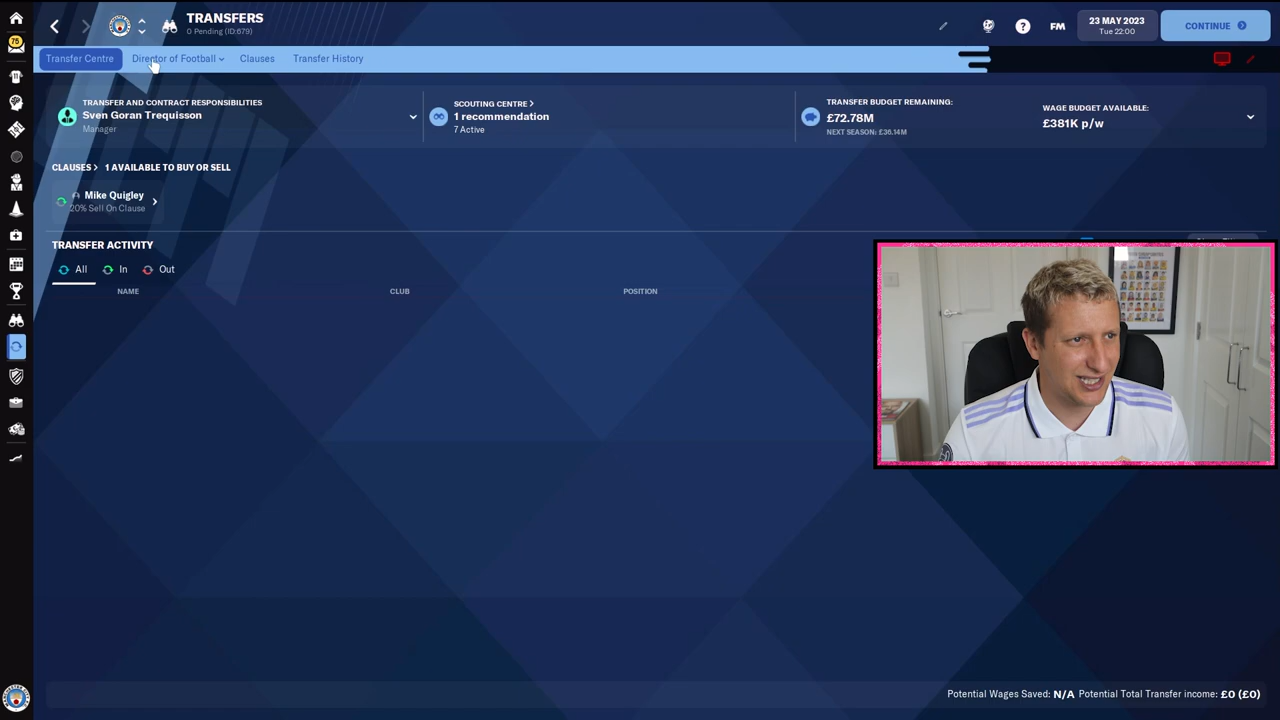 TRANSFERS
0 Pending (ID:679)
75
FM
23 MAY 2023
Tue 22:00
CONTINUE
Transfer Centre
Director of Football
Clauses
Transfer History
TRANSFER AND CONTRACT RESPONSIBILITIES
Sven Goran Trequisson
Manager
SCOUTING CENTRE
1 recommendation
7 Active
TRANSFER BUDGET REMAINING:
£72.78M
NEXT SEASON: £36.14M
WAGE BUDGET AVAILABLE:
£381K p/w
CLAUSES > 1 AVAILABLE TO BUY OR SELL
Mike Quigley
20% Sell On Clause
TRANSFER ACTIVITY
All
In
Out
NAME
CLUB
POSITION
Potential Wages Saved: N/A Potential Total Transfer income: £0 (£0)